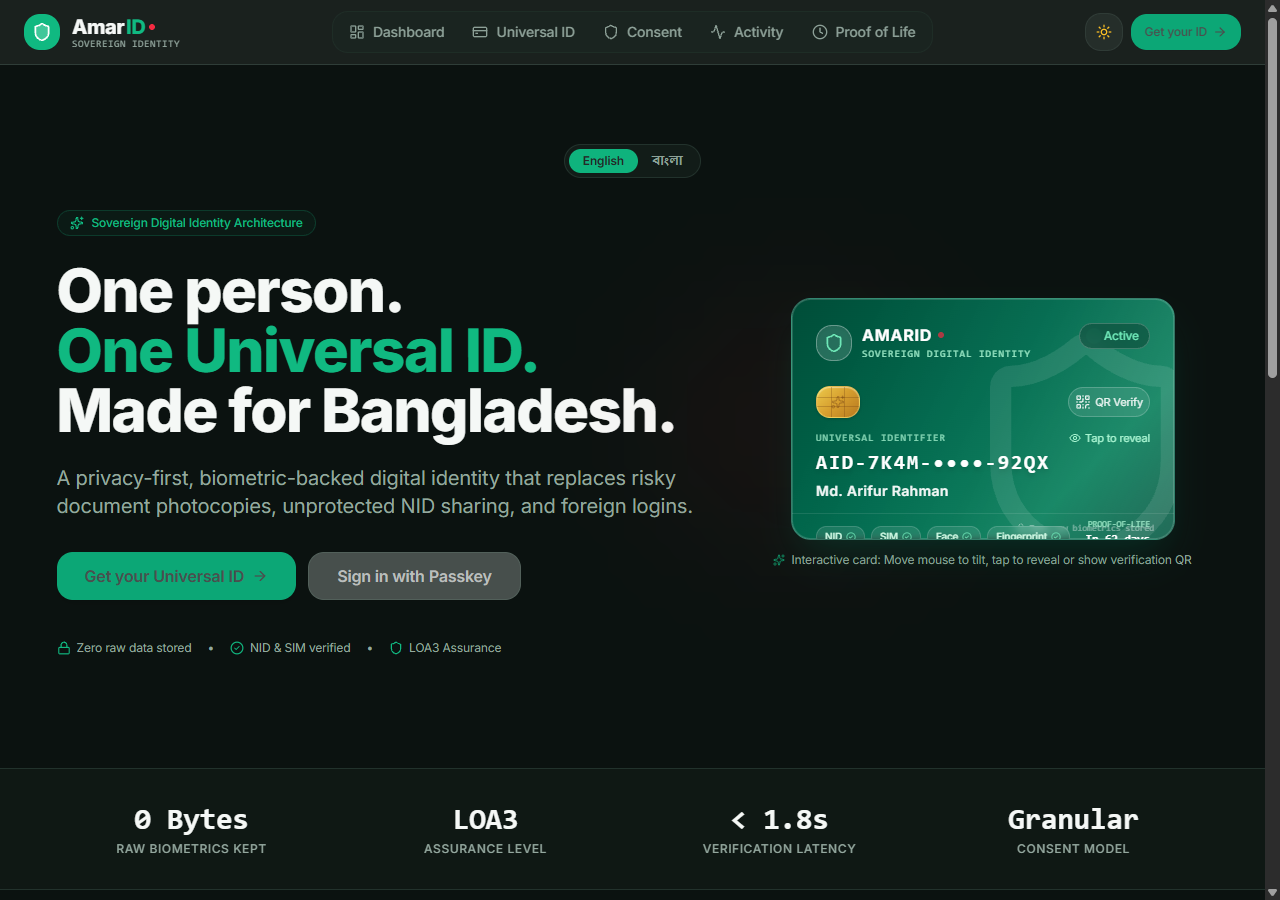 AmarID
SOVEREIGN IDENTITY
Dashboard
Universal ID
Consent
Activity
Proof of Life
Get your ID →
English
বাংলা
Sovereign Digital Identity Architecture
One person.
One Universal ID.
Made for Bangladesh.
A privacy-first, biometric-backed digital identity that replaces risky
document photocopies, unprotected NID sharing, and foreign logins.
Get your Universal ID →
Sign in with Passkey
Zero raw data stored • NID & SIM verified • LOA3 Assurance
AMARID
SOVEREIGN DIGITAL IDENTITY
Active
QR Verify
UNIVERSAL IDENTIFIER
Tap to reveal
AID-7K4M-••••-92QX
Md. Arifur Rahman
NID
SIM
Face
Fingerprint
biometrics stored
PROOF-OF-LIFE
In 62 days
Interactive card: Move mouse to tilt, tap to reveal or show verification QR
0 Bytes
RAW BIOMETRICS KEPT
LOA3
ASSURANCE LEVEL
< 1.8s
VERIFICATION LATENCY
Granular
CONSENT MODEL